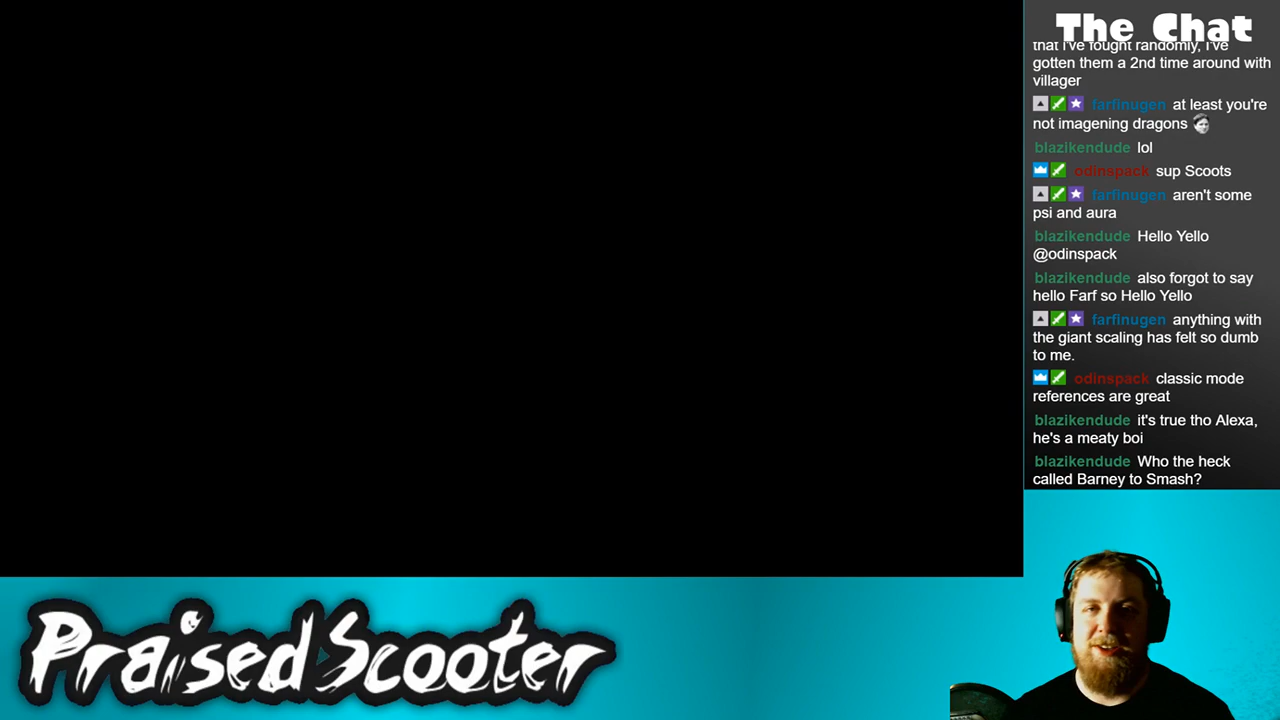 The Chat
that I've fought randomly, I've
gotten them a 2nd time around with
villager
farfinugen at least you're
not imagening dragons
blazikendude lol
odinspack sup Scoots
farfinugen aren't some
psi and aura
blazikendude Hello Yello
@odinspack
blazikendude also forgot to say
hello Farf so Hello Yello
farfinugen anything with
the giant scaling has felt so dumb
to me.
odinspack classic mode
references are great
blazikendude it's true tho Alexa,
he's a meaty boi
blazikendude Who the heck
called Barney to Smash?
PraisedScooter